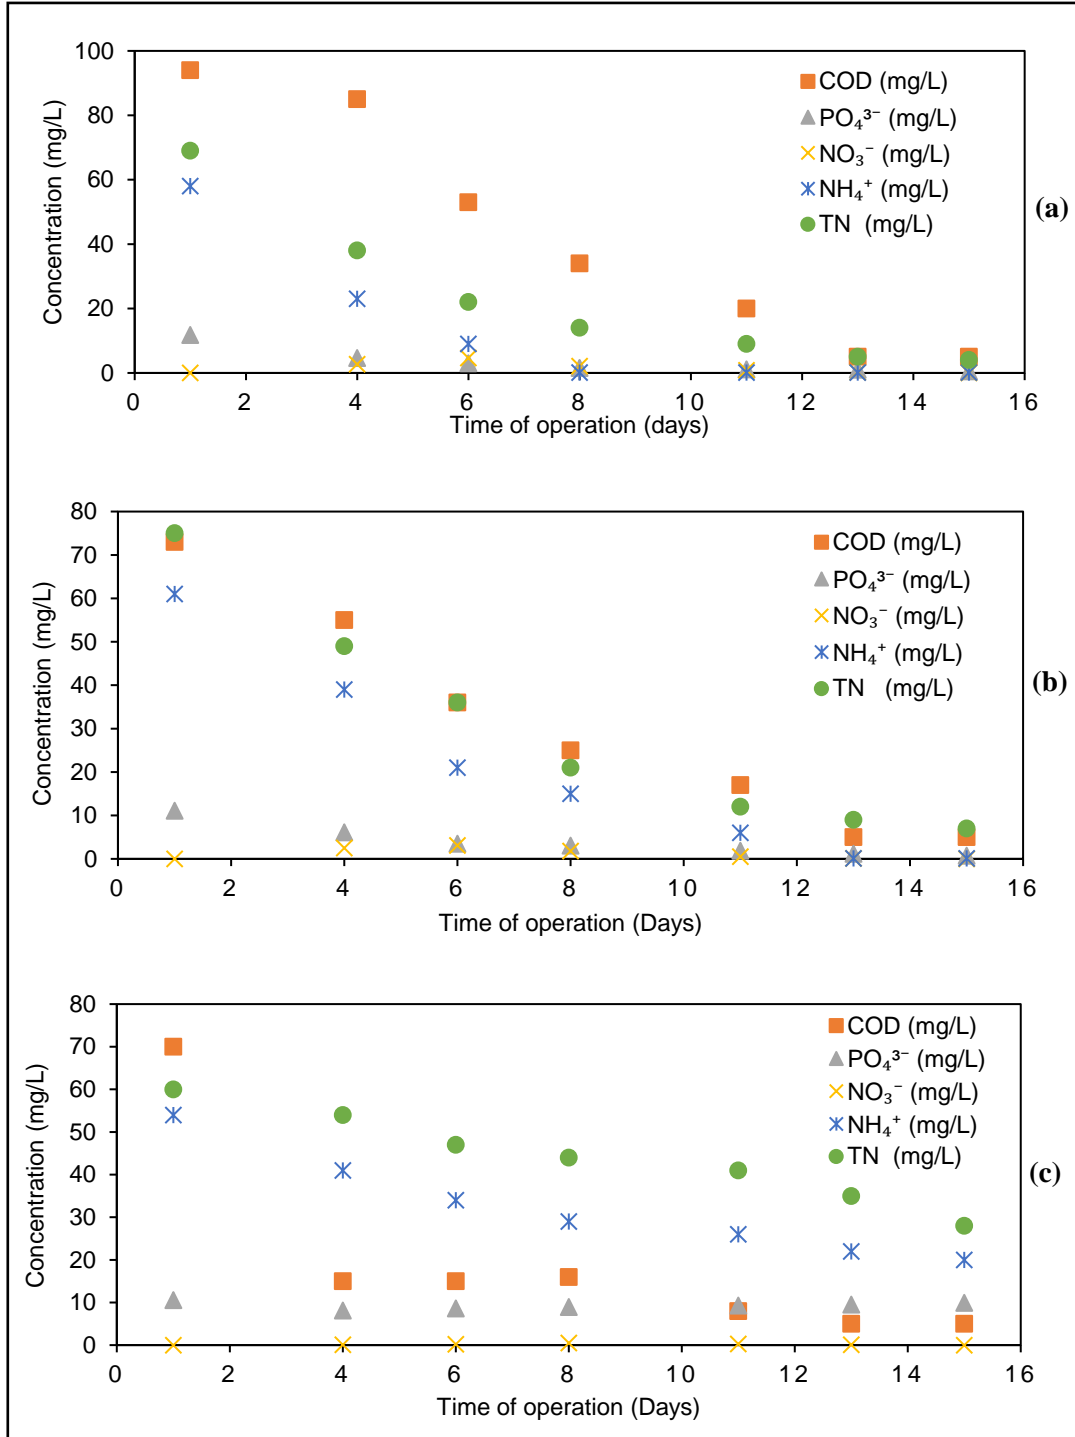 100
80
60
40
20
0
0 2 4 6 8 10 12 14 16
Concentration (mg/L)
Time of operation (days)
COD (mg/L)
PO₄³⁻ (mg/L)
NO₃⁻ (mg/L)
NH₄⁺ (mg/L)
TN (mg/L)
(a)
80
70
60
50
40
30
20
10
0
0 2 4 6 8 10 12 14 16
Concentration (mg/L)
Time of operation (Days)
COD (mg/L)
PO₄³⁻ (mg/L)
NO₃⁻ (mg/L)
NH₄⁺ (mg/L)
TN (mg/L)
(b)
80
70
60
50
40
30
20
10
0
0 2 4 6 8 10 12 14 16
Concentration (mg/L)
Time of operation (Days)
COD (mg/L)
PO₄³⁻ (mg/L)
NO₃⁻ (mg/L)
NH₄⁺ (mg/L)
TN (mg/L)
(c)